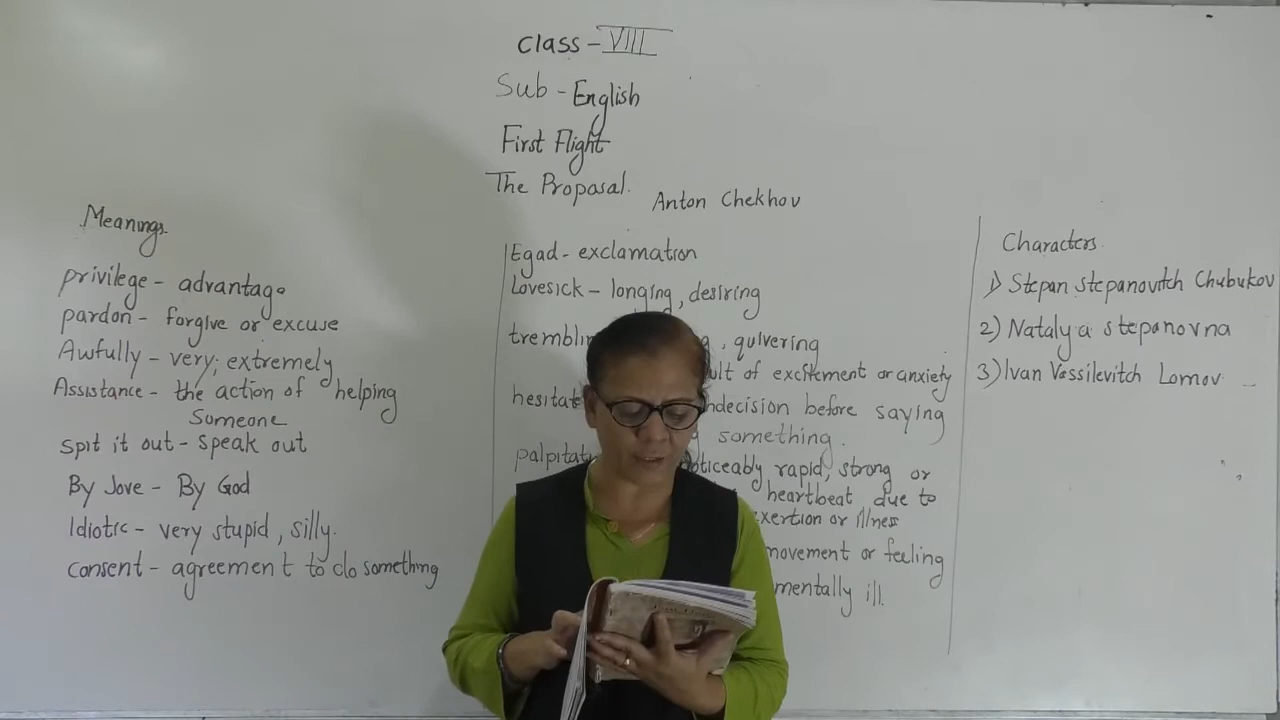 Class - VIII
Sub - English
First Flight
The Proposal.
Anton Chekhov
Meanings
privilege - advantage
pardon - forgive or excuse
Awfully - very; extremely
Assistance - the action of helping
someone
spit it out - speak out
By Jove - By God
Idiotic - very stupid, silly.
consent - agreement to do something
Egad - exclamation
Lovesick - longing, desiring
, quivering
of excitement or anxiety
before saying
something.
rapid, strong or
heartbeat due to
or illness
movement or feeling
mentally ill.
Characters.
1) Stepan Stepanovitch Chubukov
2) Natalya stepanovna
3) Ivan Vassilevitch Lomov.